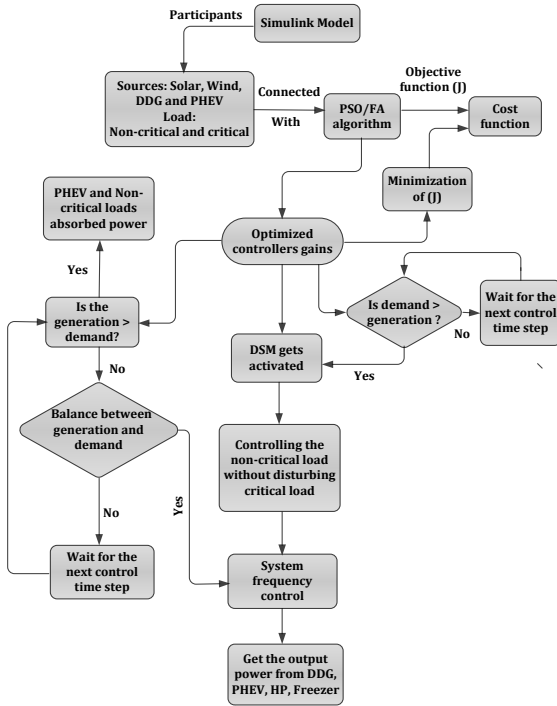 Participants
Simulink Model
Sources: Solar, Wind,
DDG and PHEV
Load:
Non-critical and critical
Connected
With
PSO/FA
algorithm
Objective
function (J)
Cost
function
Minimization
of (J)
PHEV and Non-
critical loads
absorbed power
Optimized
controllers gains
Yes
Is the
generation >
demand?
Is demand >
generation ?
No
Wait for the
next control
time step
DSM gets
activated
Yes
No
Balance between
generation and
demand
Controlling the
non-critical load
without disturbing
critical load
No
Yes
Wait for the
next control
time step
System
frequency
control
Get the output
power from DDG,
PHEV, HP, Freezer